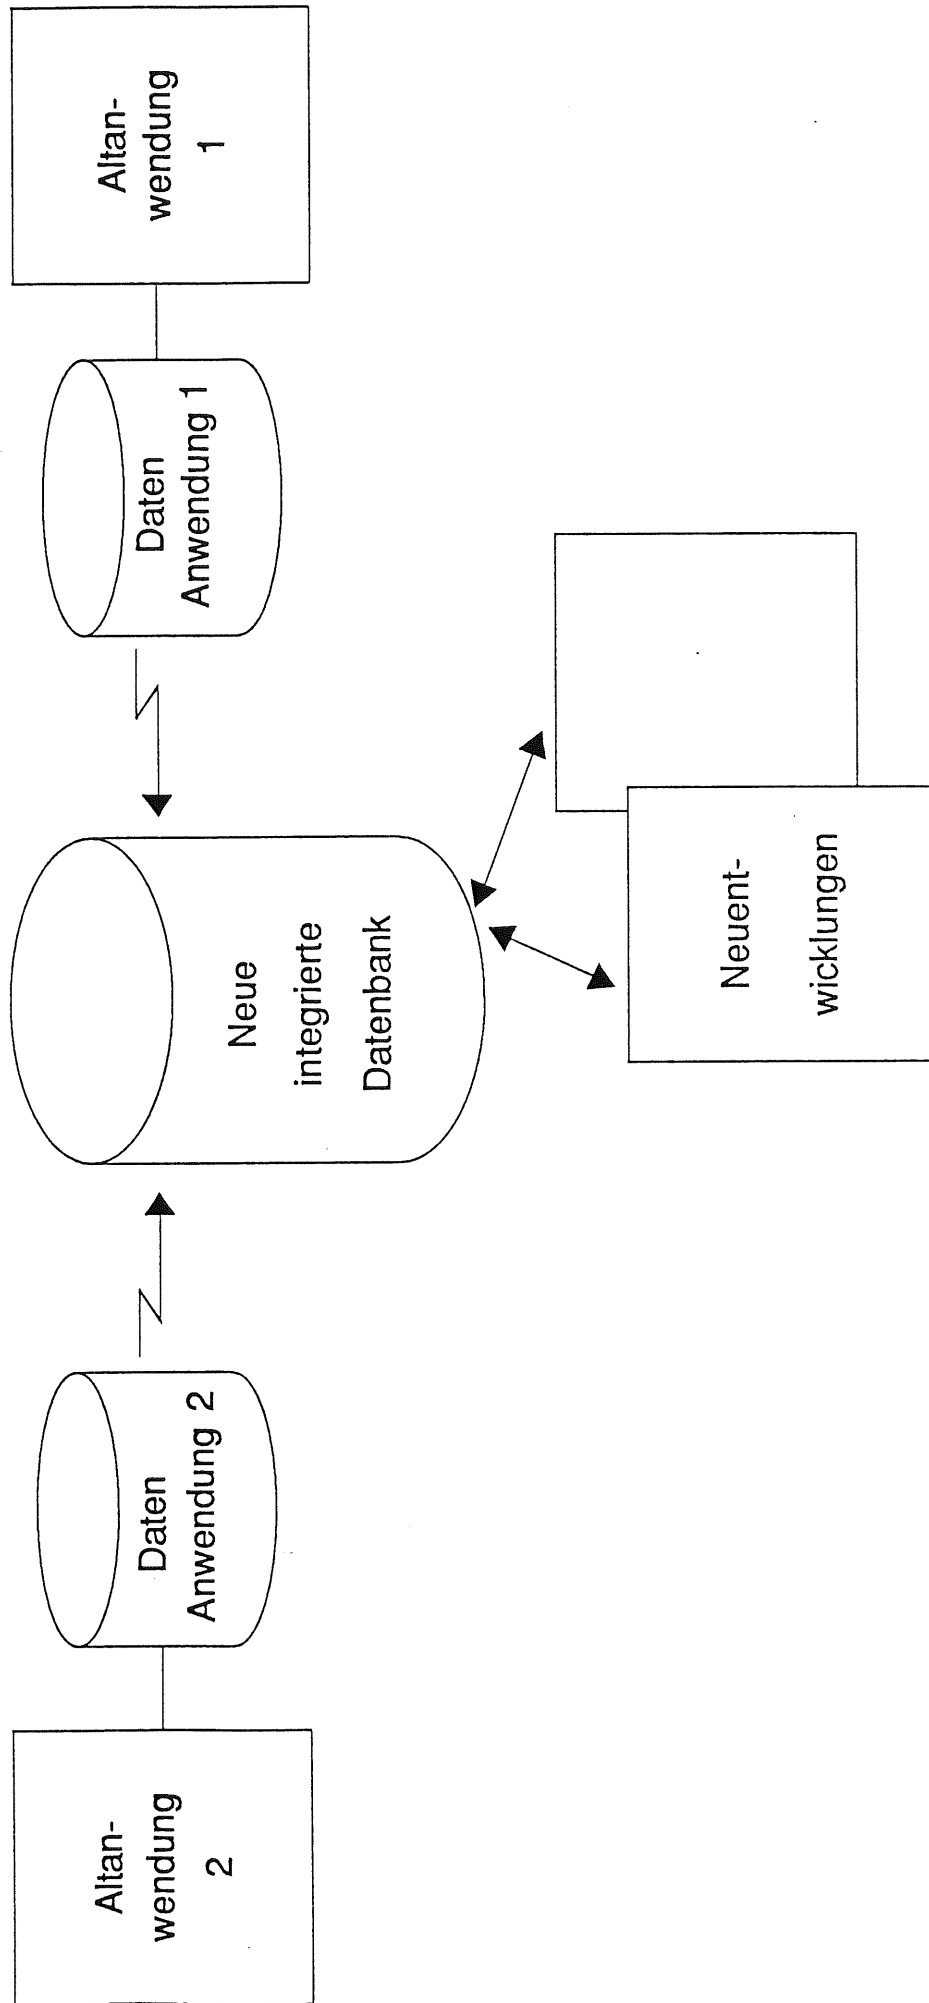 Altan-
wendung
2
Daten
Anwendung 2
Neue
integrierte
Datenbank
Daten
Anwendung 1
Altan-
wendung
1
Neuent-
wicklungen